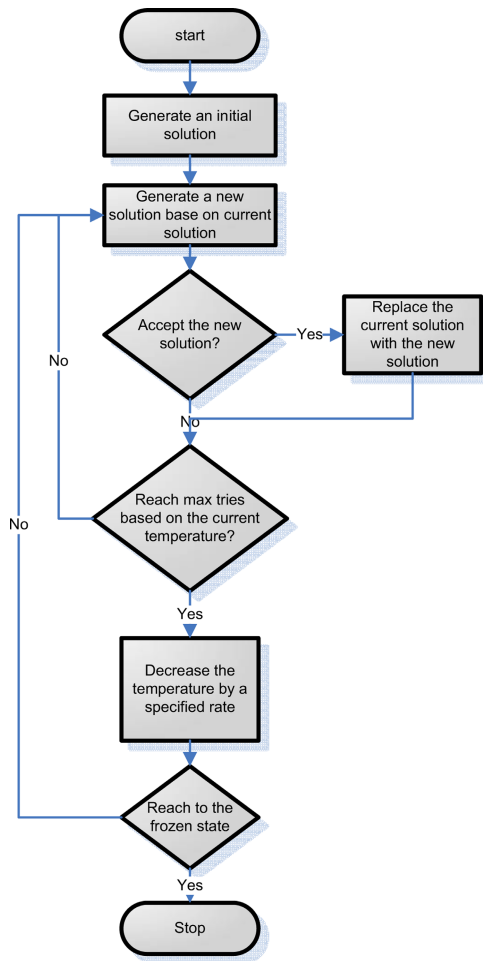 start
Generate an initial
solution
Generate a new
solution base on current
solution
Accept the new
solution?
Yes
Replace the
current solution
with the new
solution
No
No
Reach max tries
based on the current
temperature?
No
Yes
Decrease the
temperature by a
specified rate
Reach to the
frozen state
Yes
Stop